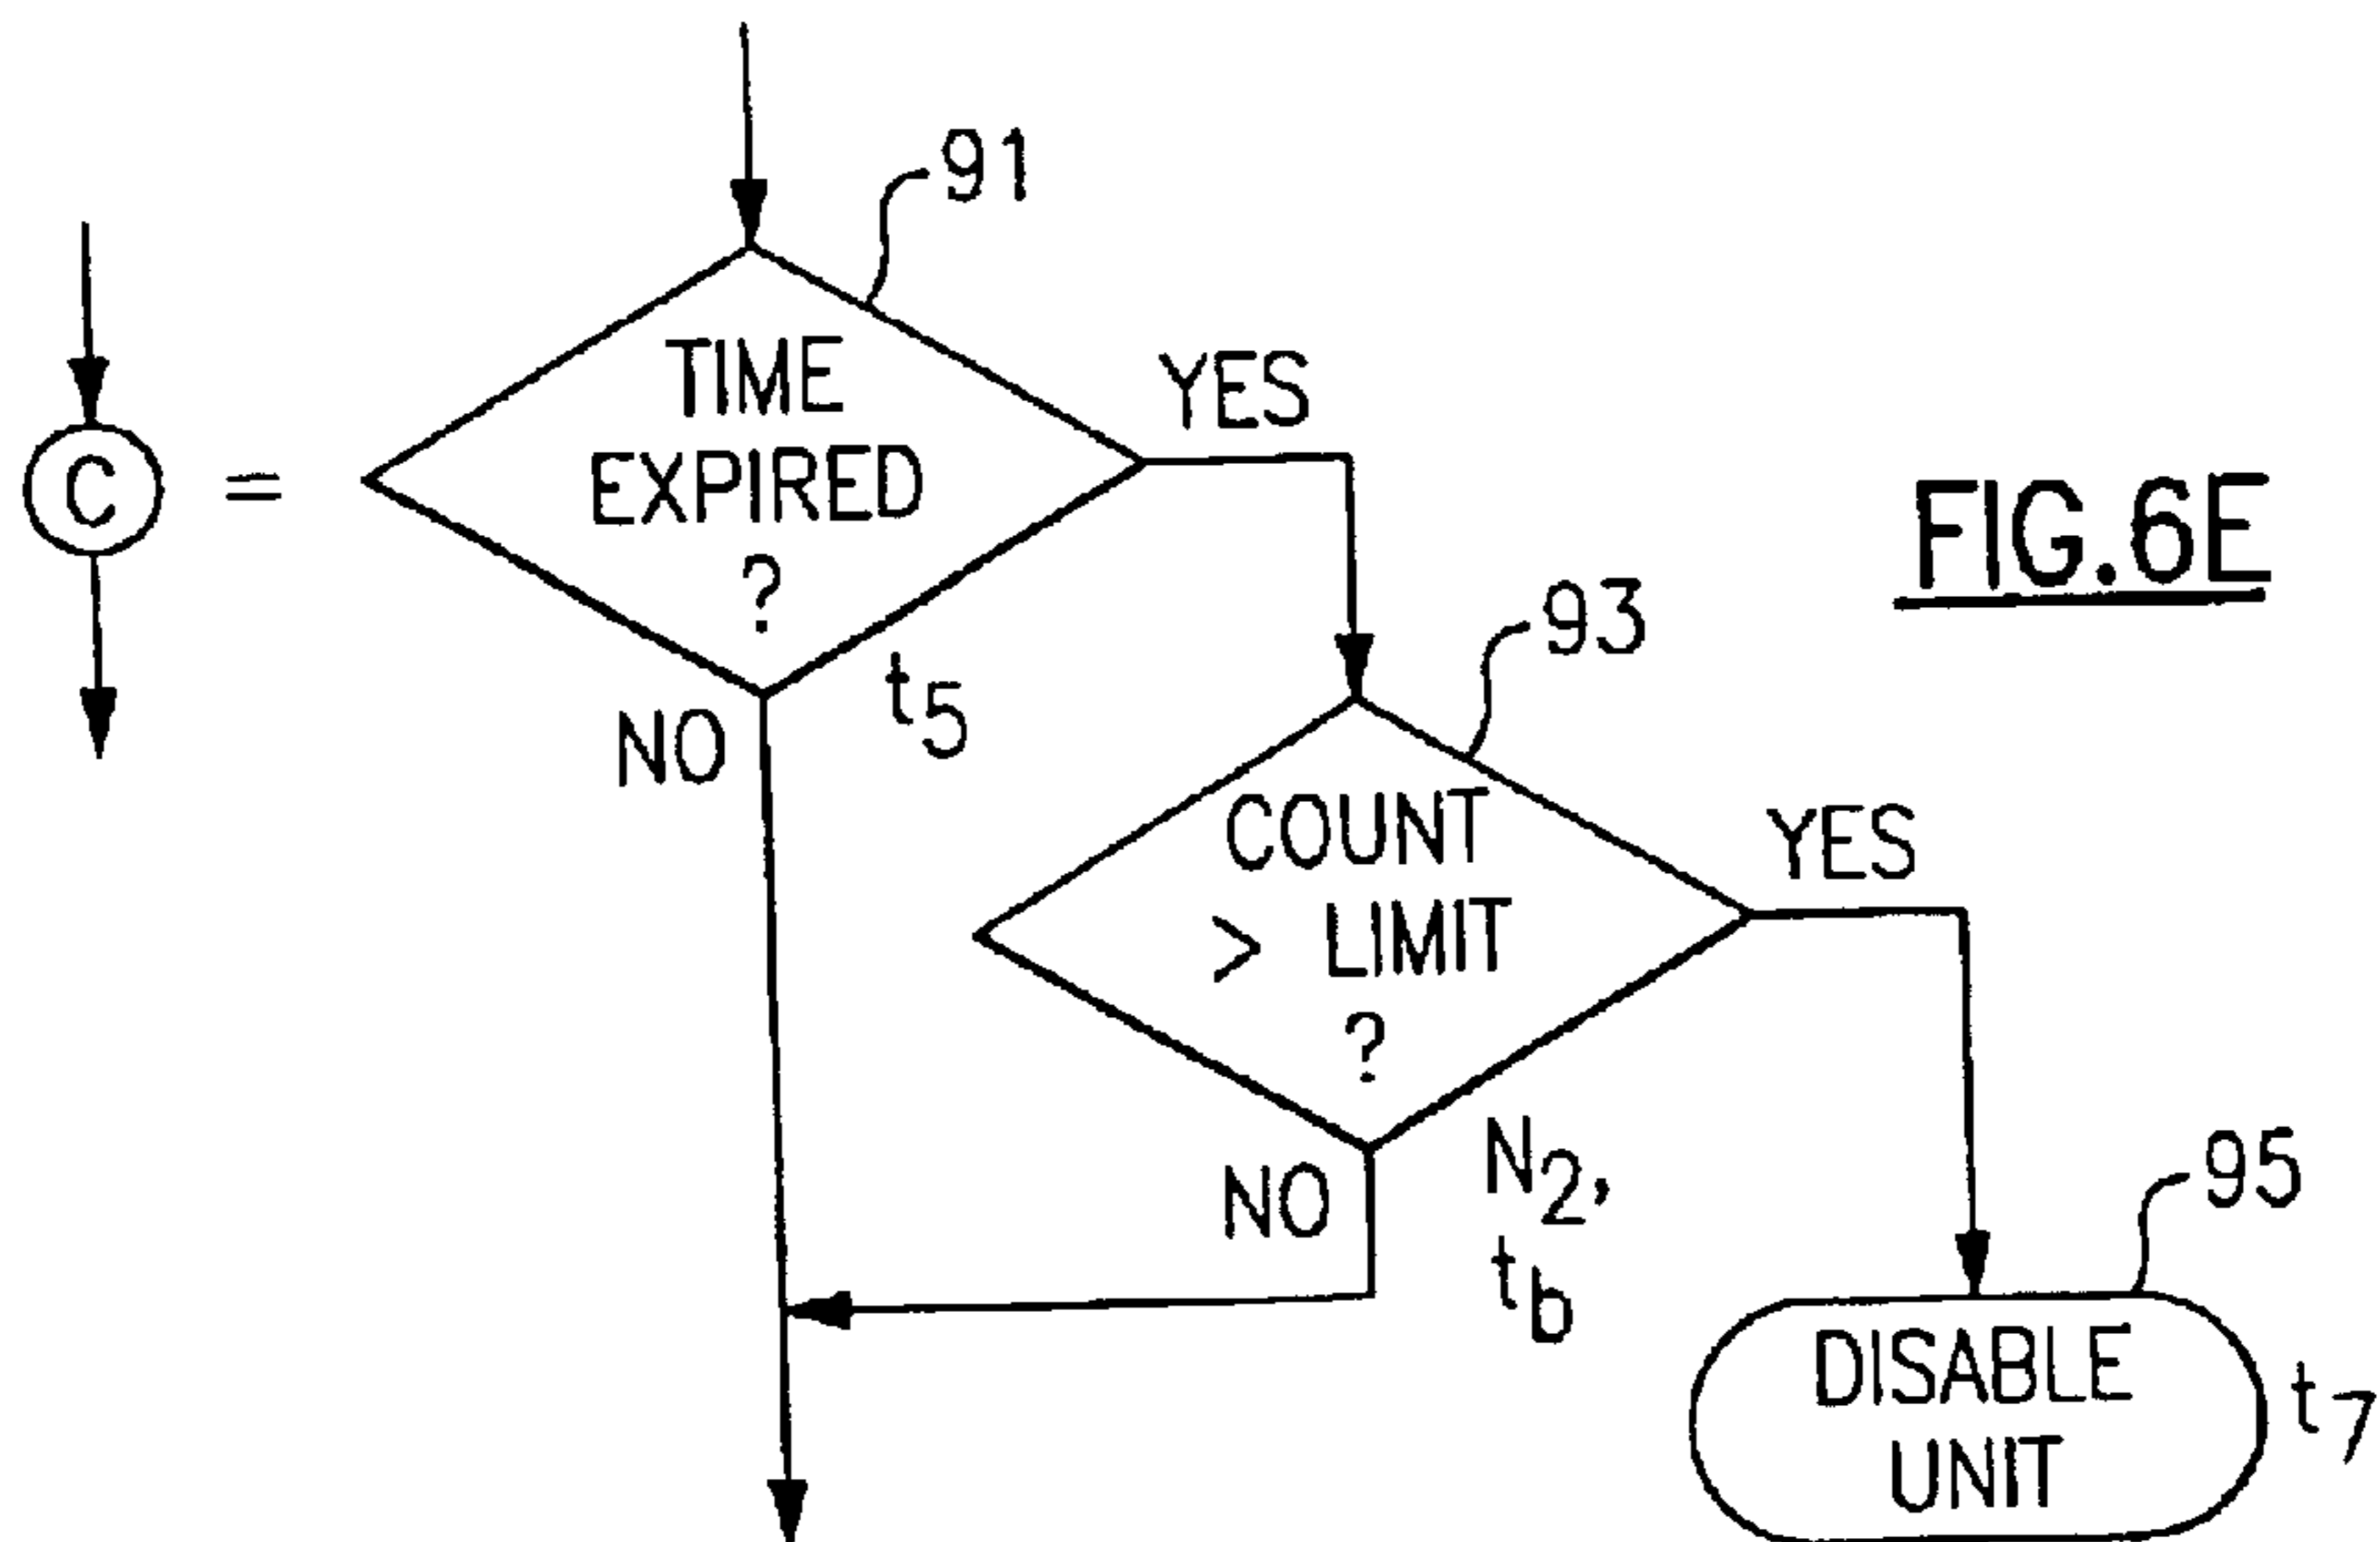 91
TIME
EXPIRED
?
YES
NO
t5
C
=
FIG.6E
93
COUNT
> LIMIT
?
YES
NO
N2,
tb
95
DISABLE
UNIT
t7